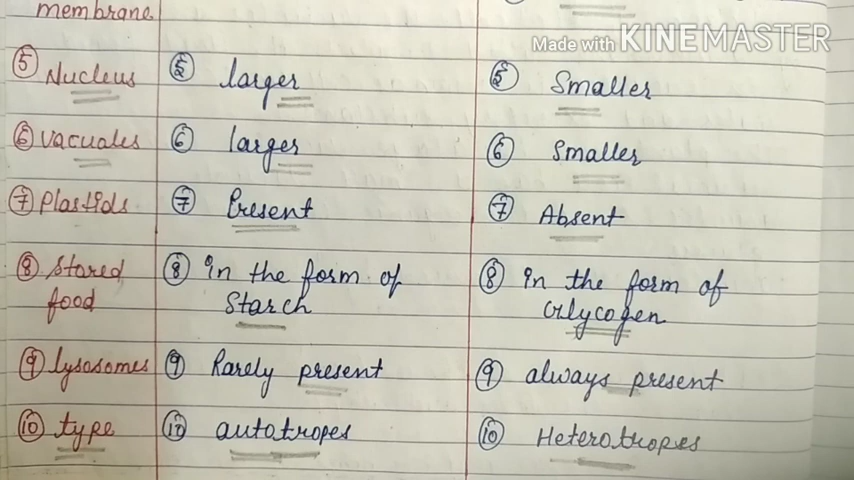 membrane
Made with KINEMASTER
⑤ Nucleus ⑤ larger ⑤ Smaller
⑥ vacuales ⑥ larger ⑥ Smaller
⑦ Plastids ⑦ Present ⑦ Absent
⑧ Stored ⑧ In the form of ⑧ In the form of
food Starch Glycogen
⑨ lysosomes ⑨ Rarely present ⑨ always present
⑩ type ⑩ autotropes ⑩ Heterotropes